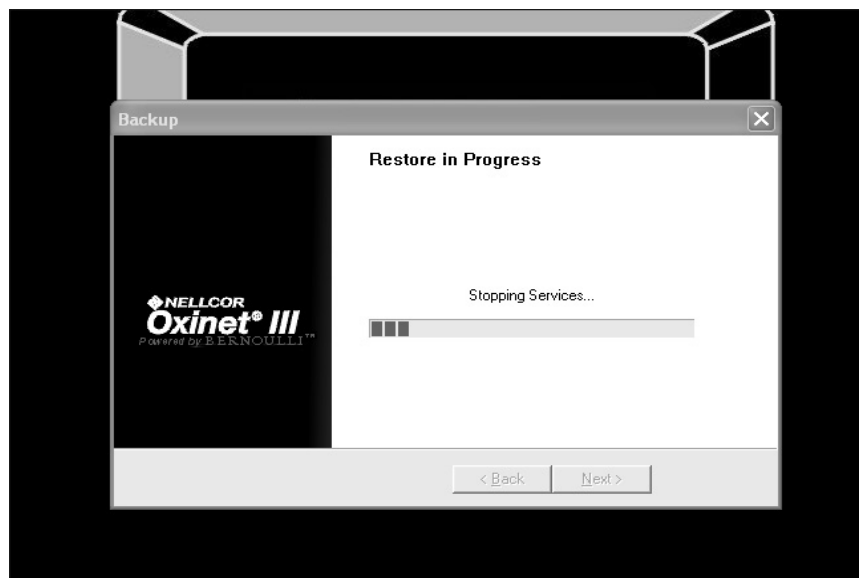 Backup
Restore in Progress
Stopping Services...
NELLCOR
Oxinet® III
Powered by BERNOULLI™
< Back
Next >